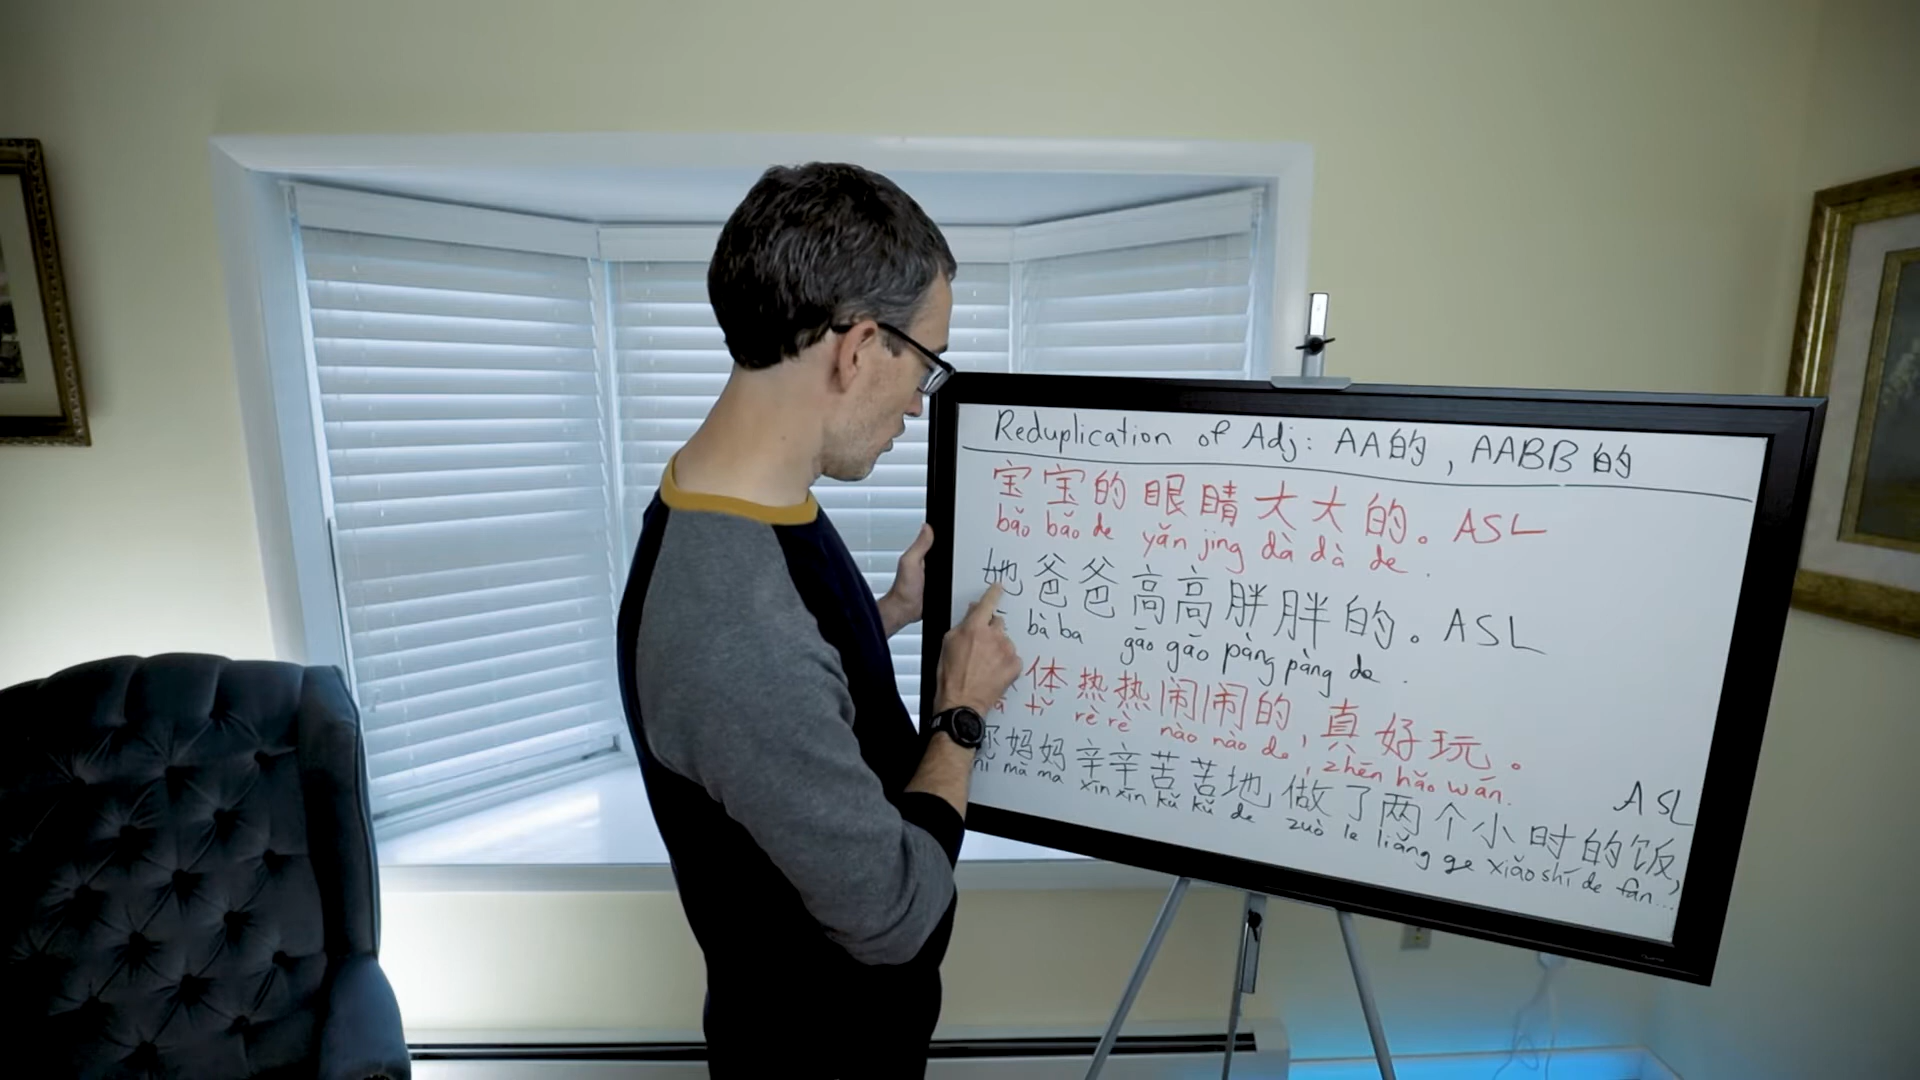 Reduplication of Adj: AA的, AABB的
宝宝的眼睛大大的。ASL
bǎo bǎo de yǎn jing dà dà de.
她爸爸高高胖胖的。ASL
bà ba gāo gāo pàng pàng de.
体热热闹闹的,真好玩。
tǐ rè rè nào nào de, zhēn hǎo wán.
妈妈辛辛苦苦地做了两个小时的饭, ASL
nǐ mā ma xīn xīn kǔ kǔ de zuò le liǎng ge xiǎo shí de fàn...